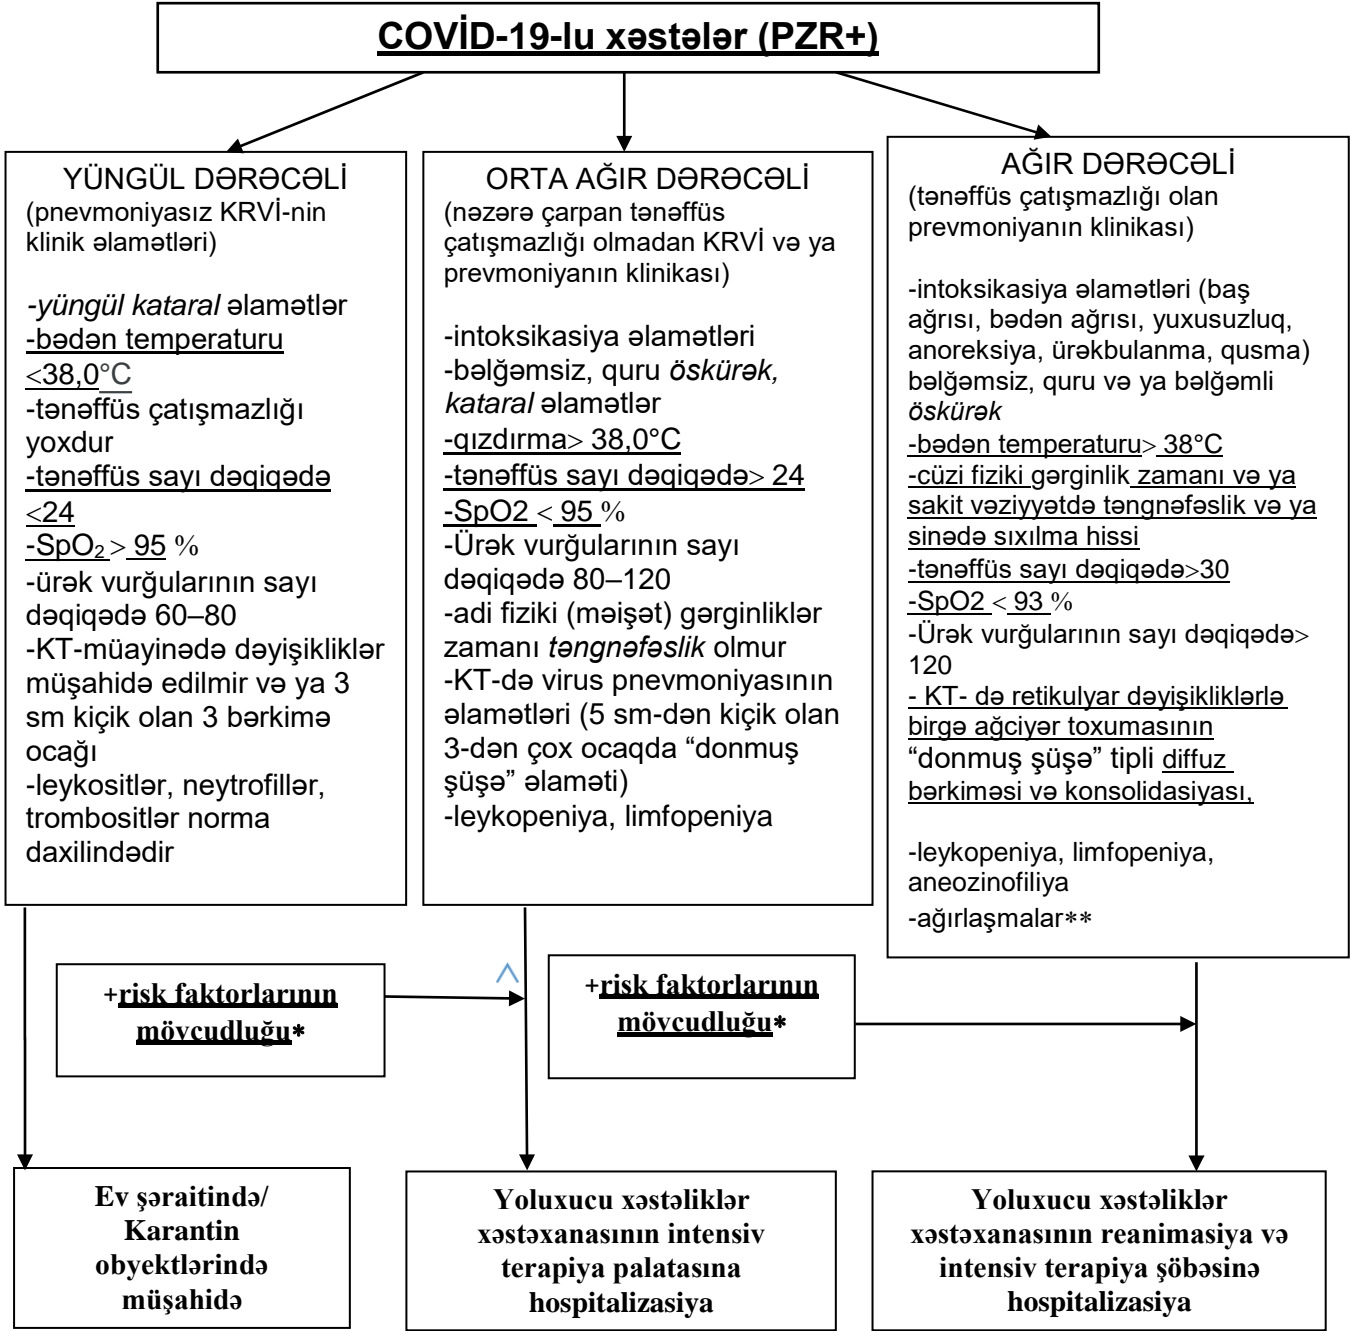 COVİD-19-lu xəstələr (PZR+)
YÜNGÜL DƏRƏCƏLİ
(pnevmoniyasız KRVİ-nin
klinik əlamətləri)
-yüngül kataral əlamətlər
-bədən temperaturu
<38,0°C
-tənəffüs çatışmazlığı
yoxdur
-tənəffüs sayı dəqiqədə
<24
-SpO₂ > 95 %
-ürək vurğularının sayı
dəqiqədə 60–80
-KT-müayinədə dəyişikliklər
müşahidə edilmir və ya 3
sm kiçik olan 3 bərkimə
ocağı
-leykositlər, neytrofillər,
trombositlər norma
daxilindədir
ORTA AĞIR DƏRƏCƏLİ
(nəzərə çarpan tənəffüs
çatışmazlığı olmadan KRVİ və ya
prevmoniyanın klinikası)
-intoksikasiya əlamətləri
-bəlğəmsiz, quru öskürək,
kataral əlamətlər
-qızdırma> 38,0°C
-tənəffüs sayı dəqiqədə> 24
-SpO2 < 95 %
-Ürək vurğularının sayı
dəqiqədə 80–120
-adi fiziki (məişət) gərginliklər
zamanı təngnəfəslik olmur
-KT-də virus pnevmoniyasının
əlamətləri (5 sm-dən kiçik olan
3-dən çox ocaqda “donmuş
şüşə” əlaməti)
-leykopeniya, limfopeniya
AĞIR DƏRƏCƏLİ
(tənəffüs çatışmazlığı olan
prevmoniyanın klinikası)
-intoksikasiya əlamətləri (baş
ağrısı, bədən ağrısı, yuxusuzluq,
anoreksiya, ürəkbulanma, qusma)
bəlğəmsiz, quru və ya bəlğəmli
öskürək
-bədən temperaturu> 38°C
-cüzi fiziki gərginlik zamanı və ya
sakit vəziyyətdə təngnəfəslik və ya
sinədə sıxılma hissi
-tənəffüs sayı dəqiqədə>30
-SpO2 < 93 %
-Ürək vurğularının sayı dəqiqədə>
120
- KT- də retikulyar dəyişikliklərlə
birgə ağciyər toxumasının
“donmuş şüşə” tipli diffuz
bərkiməsi və konsolidasiyası,
-leykopeniya, limfopeniya,
aneozinofiliya
-ağırlaşmalar**
+risk faktorlarının
mövcudluğu*
+risk faktorlarının
mövcudluğu*
Ev şəraitində/
Karantin
obyektlərində
müşahidə
Yoluxucu xəstəliklər
xəstəxanasının intensiv
terapiya palatasına
hospitalizasiya
Yoluxucu xəstəliklər
xəstəxanasının reanimasiya və
intensiv terapiya şöbəsinə
hospitalizasiya